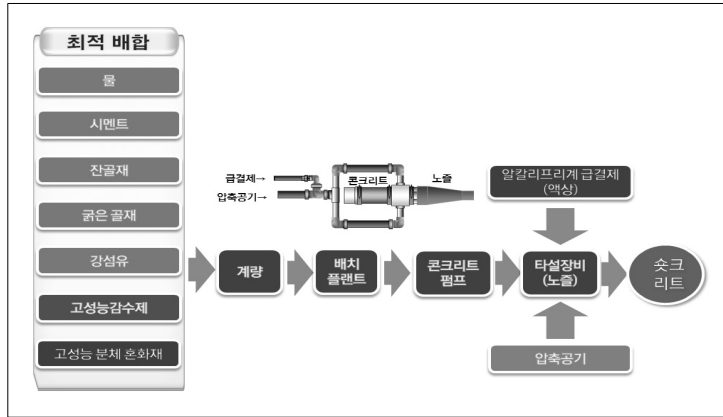 최적 배합
물
시멘트
잔골재
굵은 골재
강섬유
고성능감수제
고성능 분체 혼화재
급결제→
압축공기→
콘크리트
노즐
알칼리프리계 급결제
(액상)
계량
배치
플랜트
콘크리트
펌프
타설장비
(노즐)
숏크
리트
압축공기